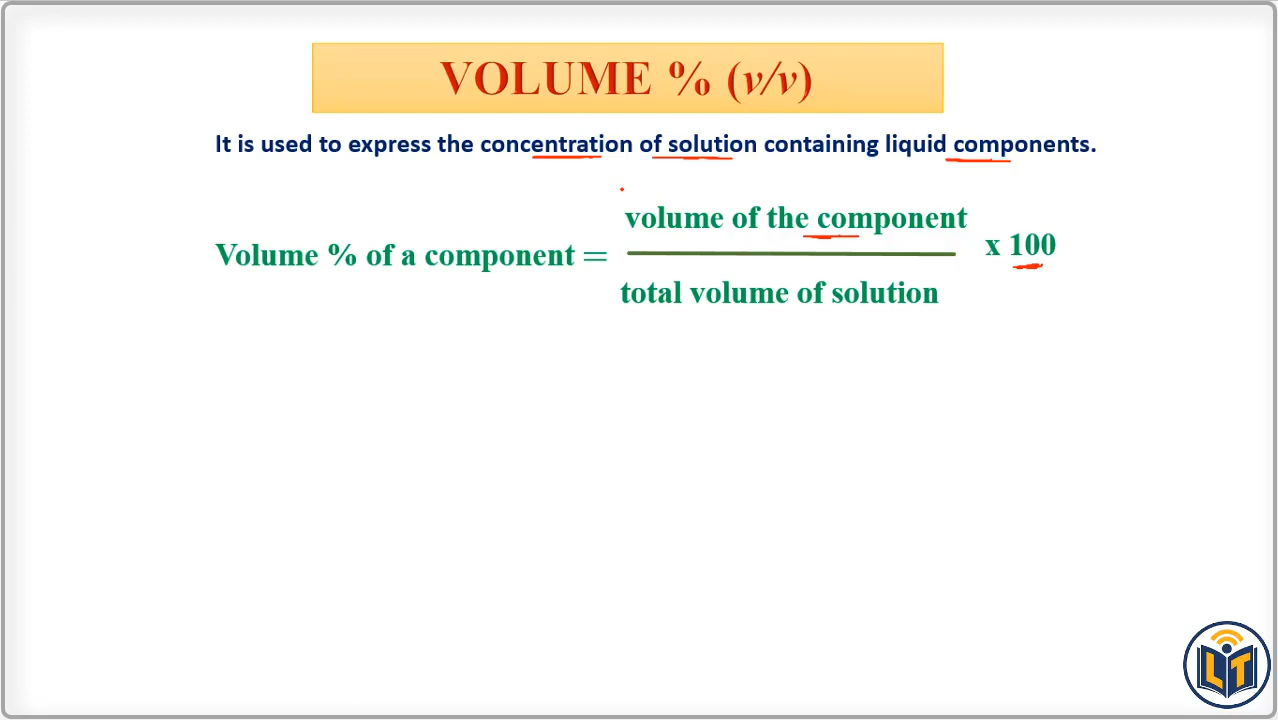 VOLUME % (v/v)
It is used to express the concentration of solution containing liquid components.
volume of the component
Volume % of a component =
x 100
total volume of solution
LT